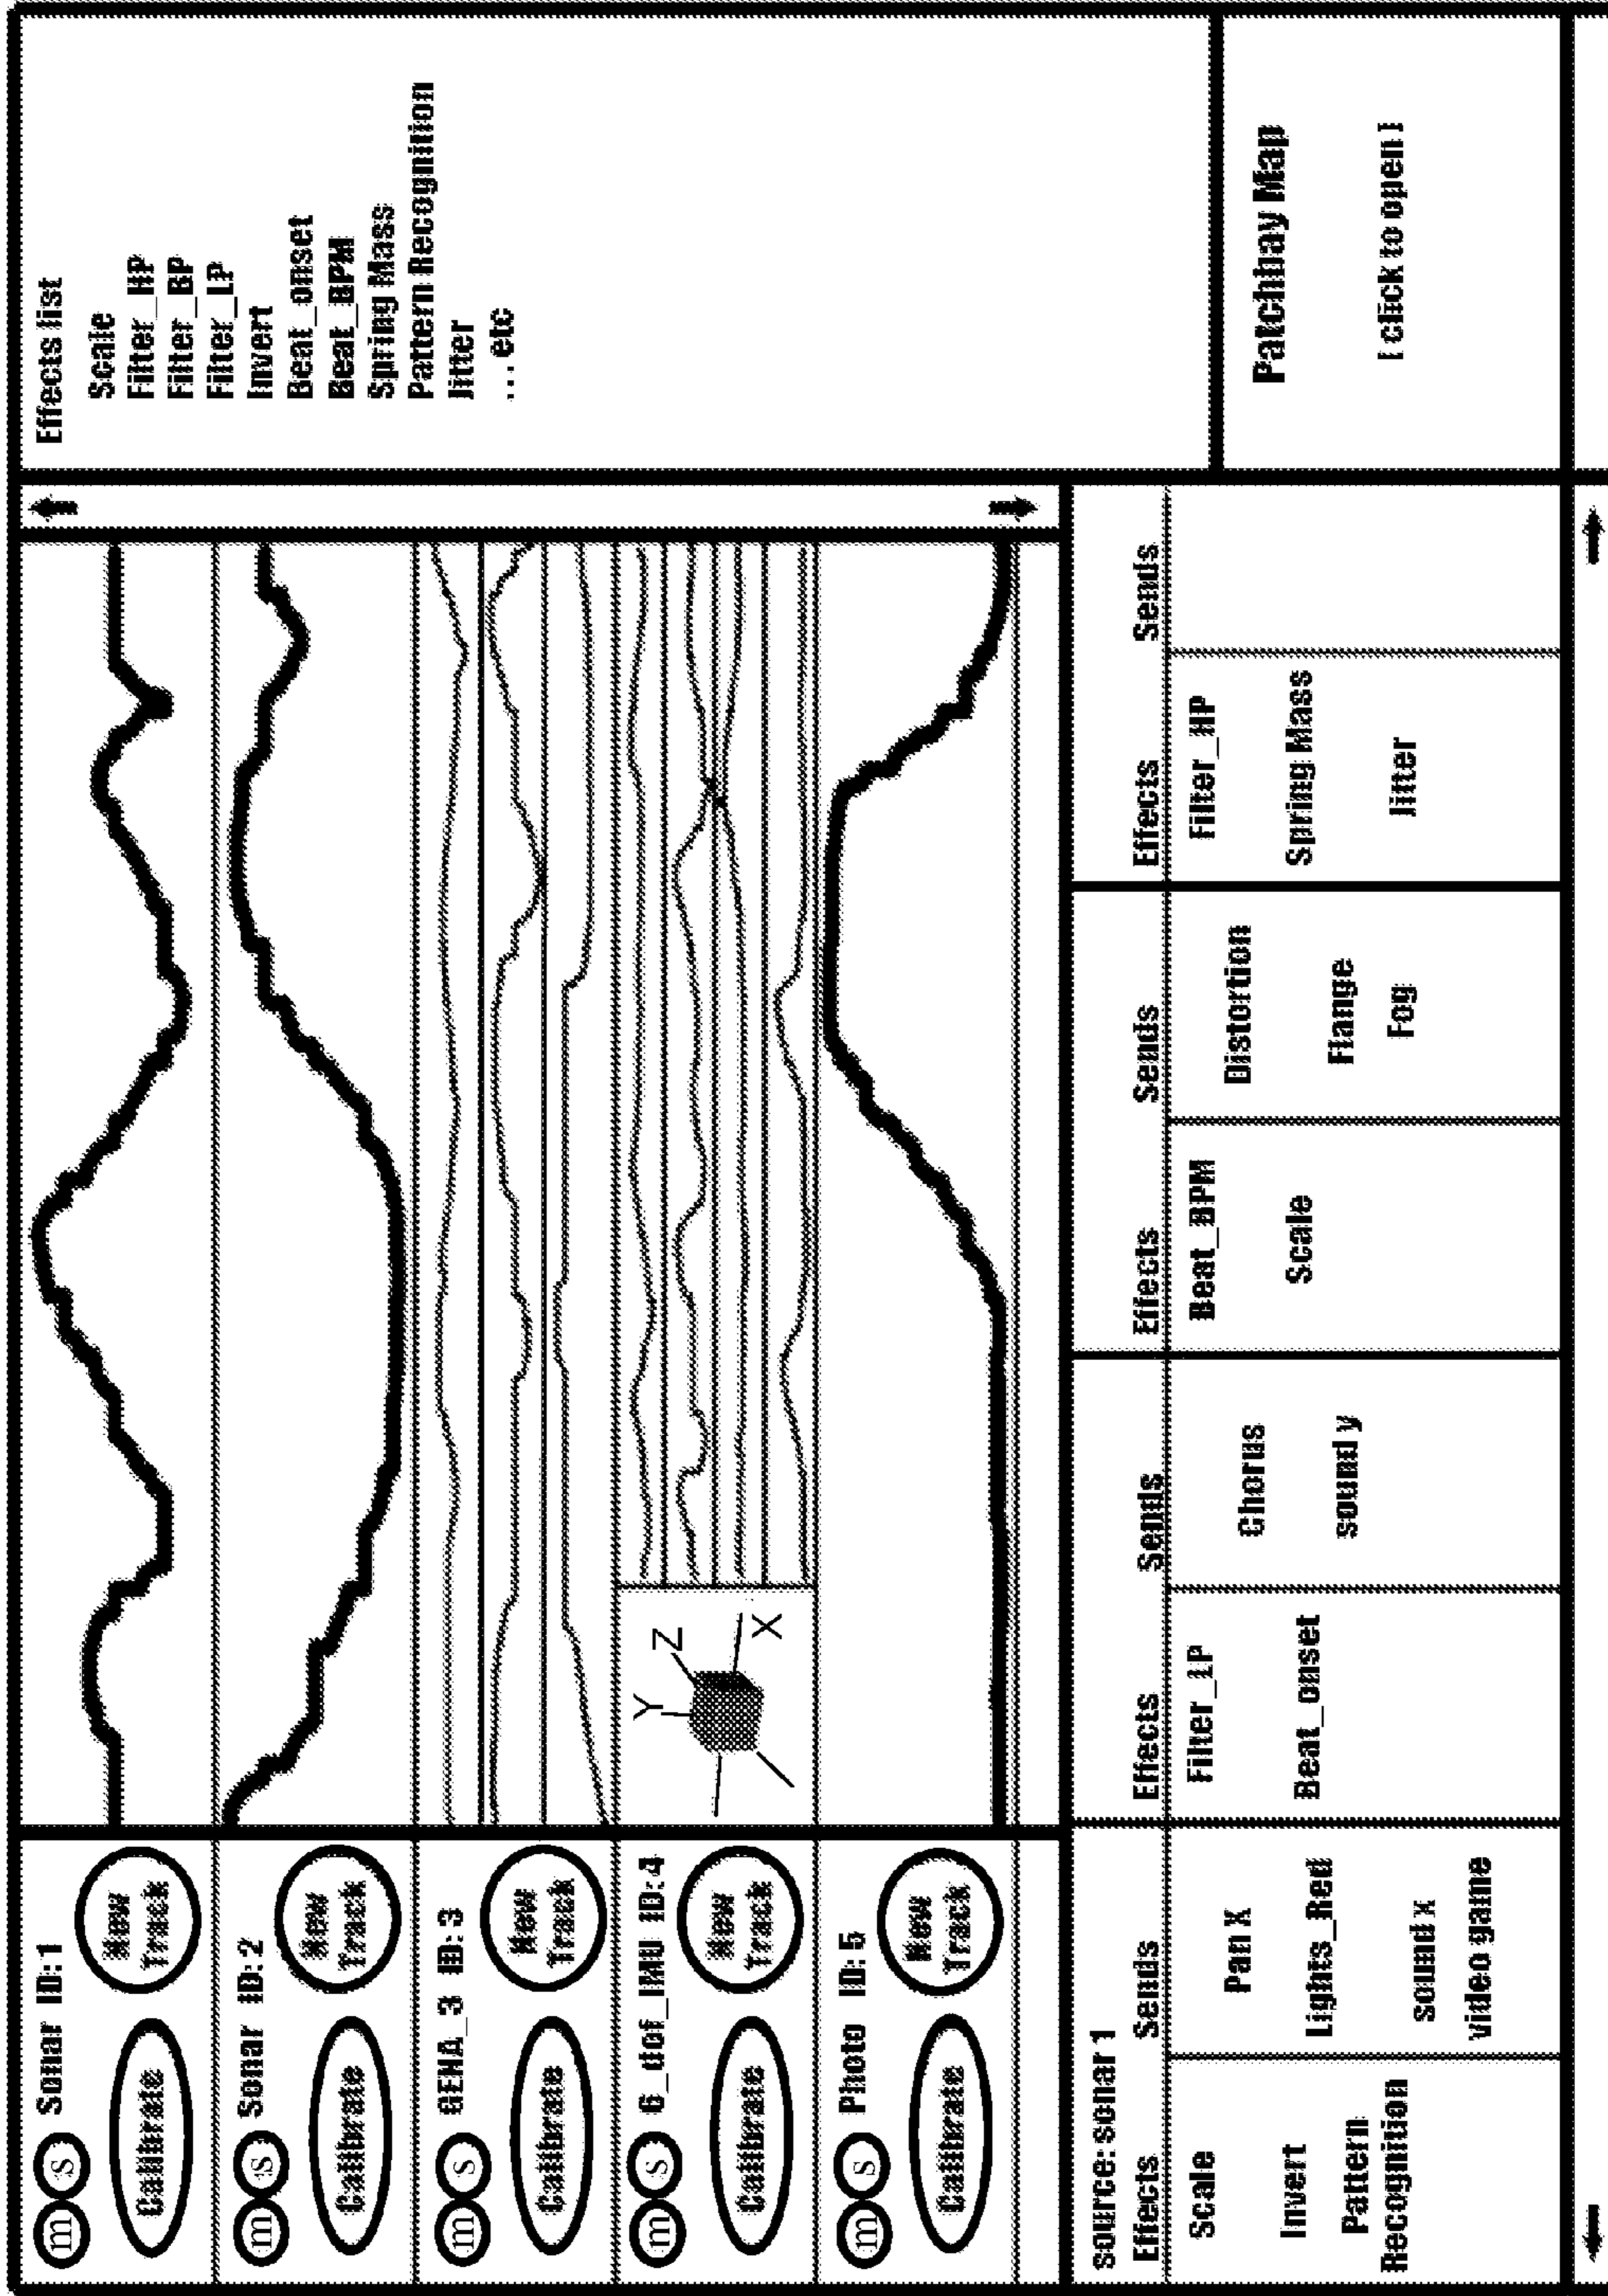 m s Sonar ID:1
Calibrate
New
Track
m s Sonar ID:2
Calibrate
New
Track
m s GEHA_3 ID:3
Calibrate
New
Track
m s 6_dof_IMU ID:4
Calibrate
New
Track
Y
Z
X
m s Photo ID:5
Calibrate
New
Track
Effects list
Scale
Filter_HP
Filter_BP
Filter_LP
Invert
Beat_onset
Beat_BPM
Spring Mass
Pattern Recognition
Jitter
...etc
source:sonar 1
Effects
Scale
Invert
Pattern
Recognition
Sends
Pan X
Lights_Red
sound x
video game
Effects
Filter_LP
Beat_onset
Sends
Chorus
sound y
Effects
Beat_BPM
Scale
Sends
Distortion
Flange
Fog
Effects
Filter_HP
Spring Mass
Jitter
Sends
Patchbay Map
[ click to open ]